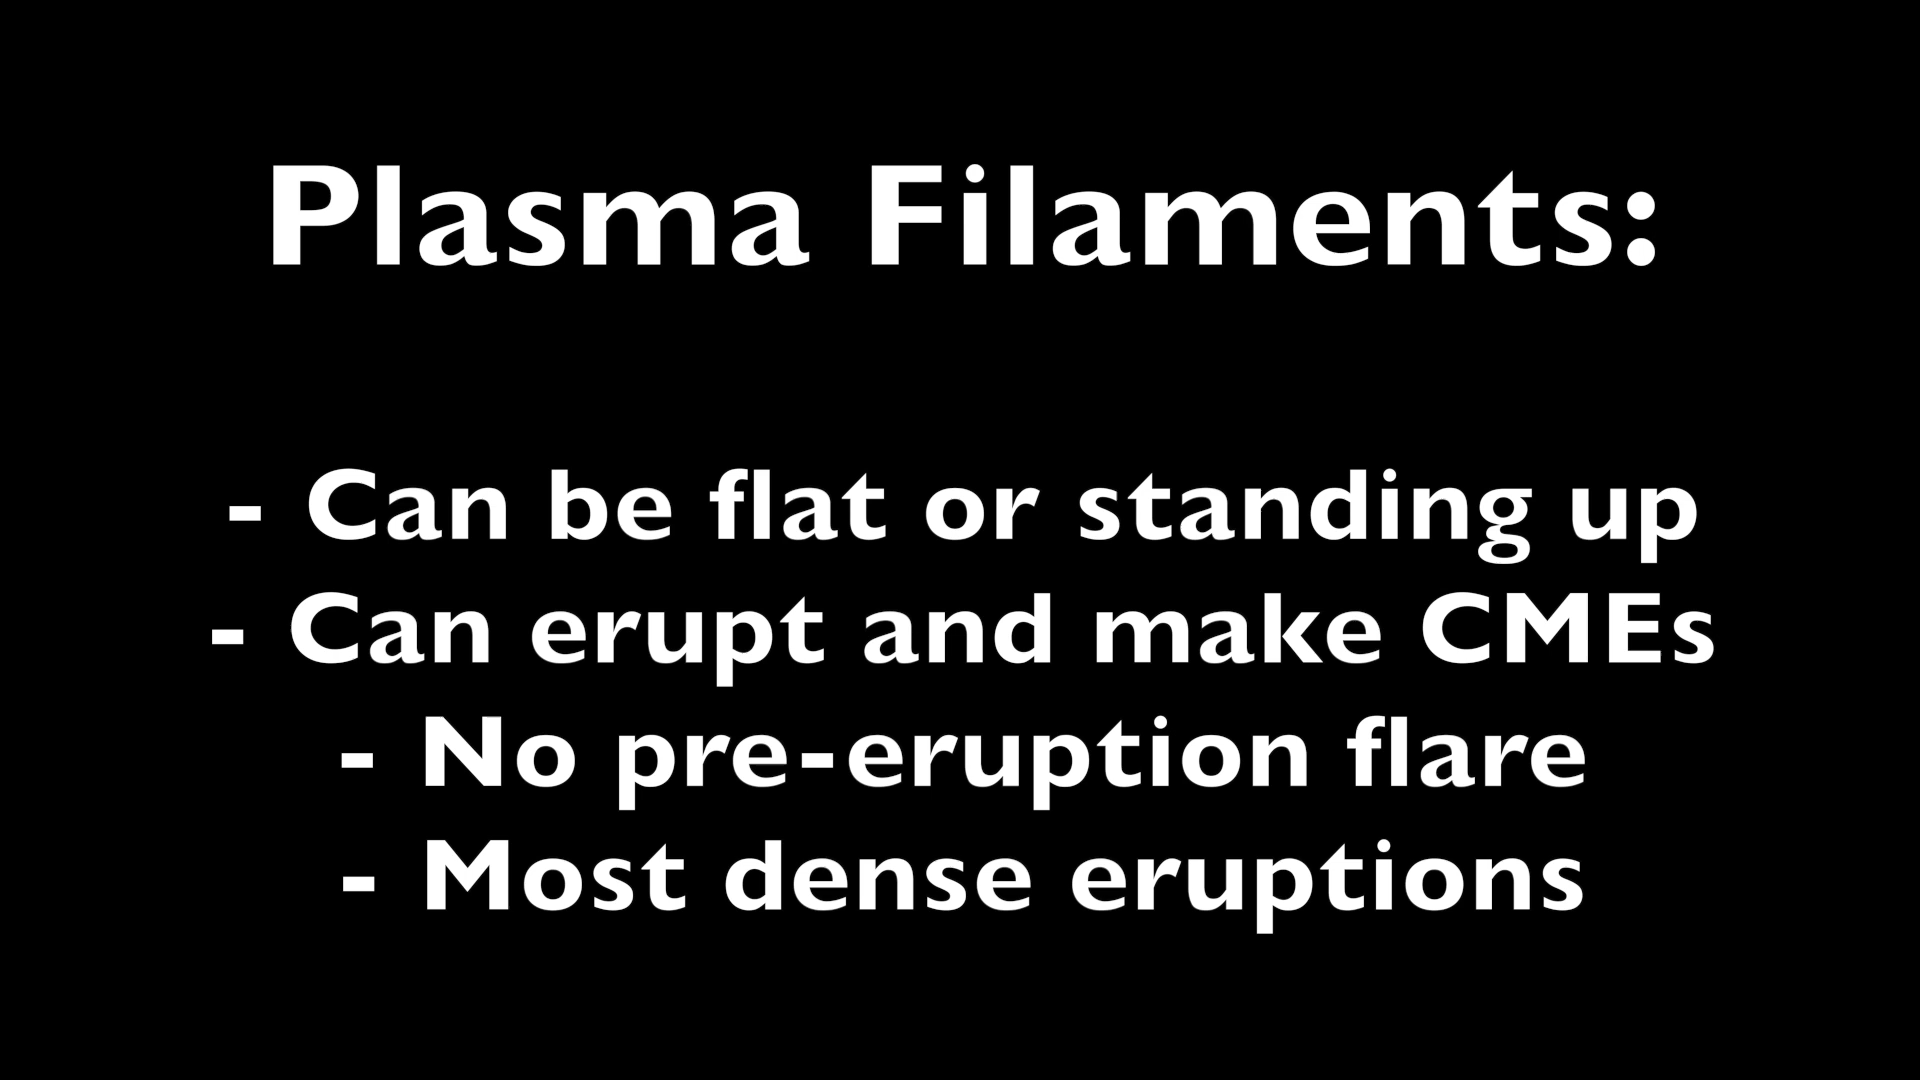 Plasma Filaments:
- Can be flat or standing up
- Can erupt and make CMEs
- No pre-eruption flare
- Most dense eruptions